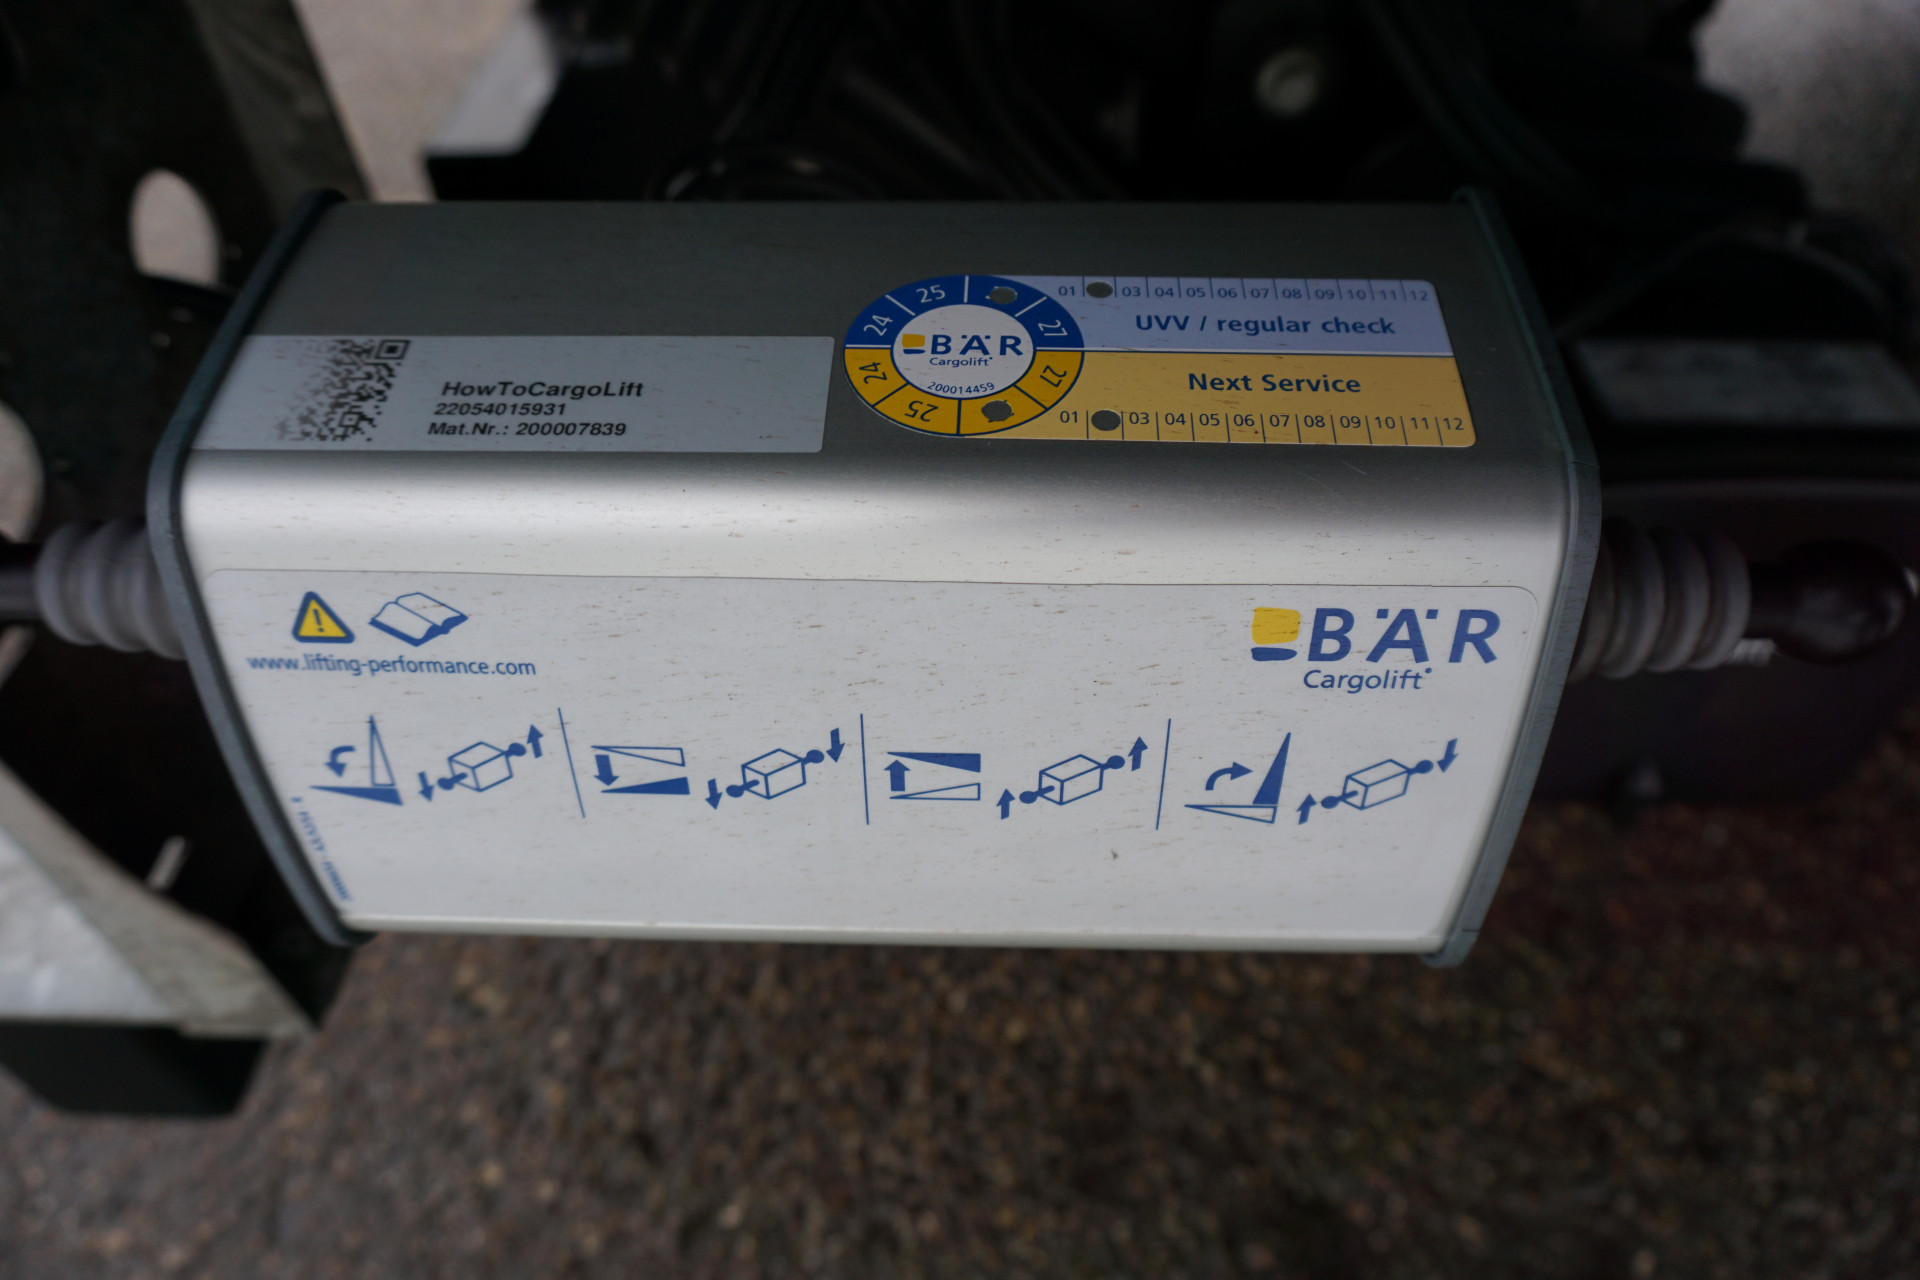 HowToCargoLift
22054015931
Mat.Nr.: 200007839
24 25 27
24 25 27
BÄR
Cargolift
200014459
01 03 04 05 06 07 08 09 10 11 12
UVV / regular check
Next Service
01 03 04 05 06 07 08 09 10 11 12
www.lifting-performance.com
BÄR
Cargolift